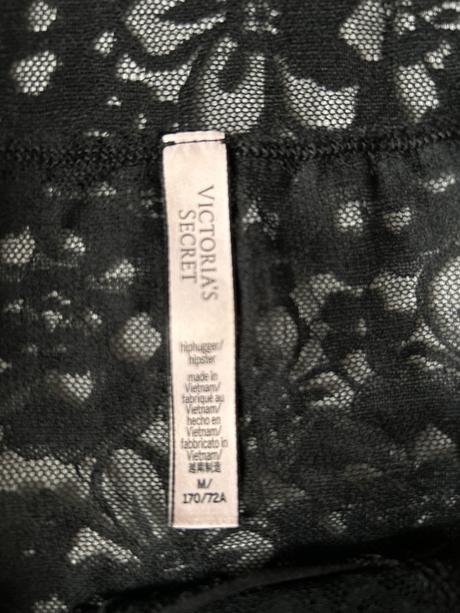 VICTORIA'S
SECRET
hiphugger/
hipster
made in
Vietnam/
fabriqué au
Vietnam/
hecho en
Vietnam/
fabbricato in
Vietnam/
越南制造
M/
170/72A